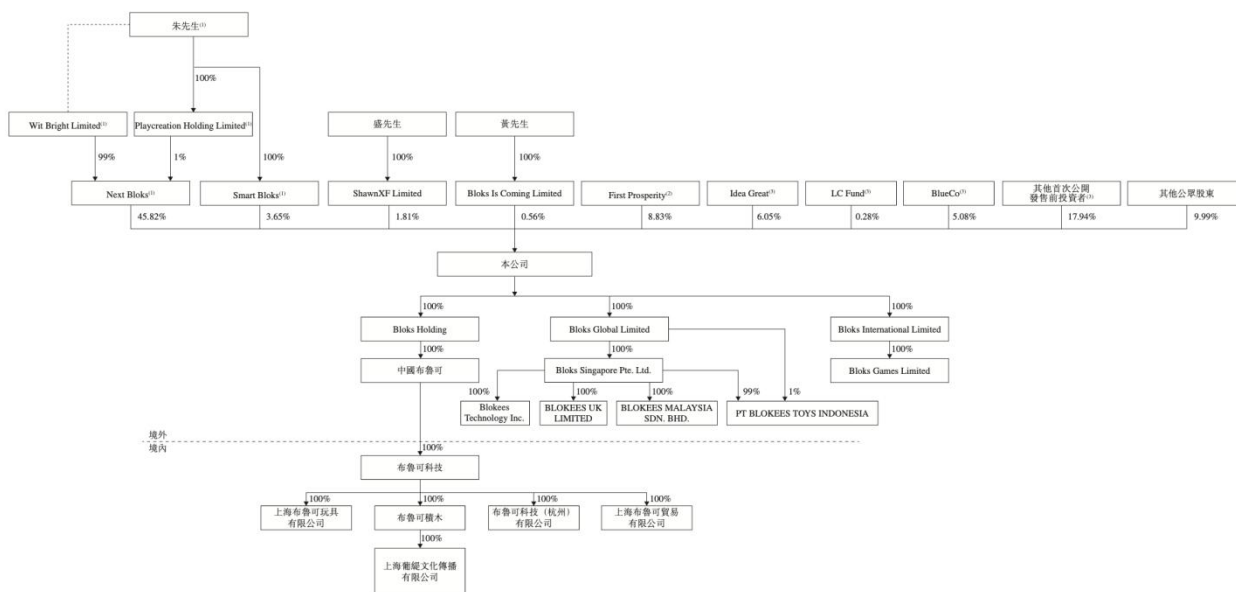 朱先生(1)
100%
Wit Bright Limited(1)
Playcreation Holding Limited(1)
盛先生
黃先生
99%
1%
100%
100%
100%
Next Bloks(1)
Smart Bloks(1)
ShawnXF Limited
Bloks Is Coming Limited
First Prosperity(2)
Idea Great(3)
LC Fund(3)
BlueCo(3)
其他首次公開
發售前投資者(3)
其他公眾股東
45.82%
3.65%
1.81%
0.56%
8.83%
6.05%
0.28%
5.08%
17.94%
9.99%
本公司
100%
100%
100%
Bloks Holding
Bloks Global Limited
Bloks International Limited
100%
100%
100%
中國布魯可
Bloks Singapore Pte. Ltd.
Bloks Games Limited
100%
100%
100%
99%
1%
Blokees
Technology Inc.
BLOKEES UK
LIMITED
BLOKEES MALAYSIA
SDN. BHD.
PT BLOKEES TOYS INDONESIA
境外
境內
100%
布魯可科技
100%
100%
100%
100%
上海布魯可玩具
有限公司
布魯可積木
布魯可科技（杭州）
有限公司
上海布魯可貿易
有限公司
100%
上海葡緹文化傳播
有限公司